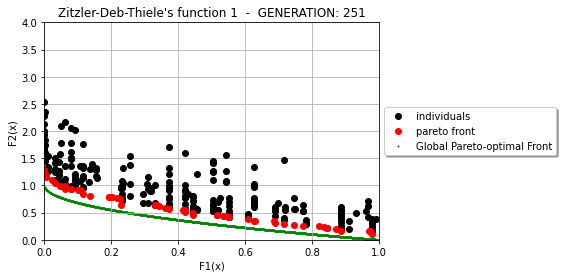 Zitzler-Deb-Thiele's function 1 - GENERATION: 251
4.0
3.5
3.0
2.5
2.0
1.5
1.0
0.5
0.0
F2(x)
0.0 0.2 0.4 0.6 0.8 1.0
F1(x)
individuals
pareto front
Global Pareto-optimal Front